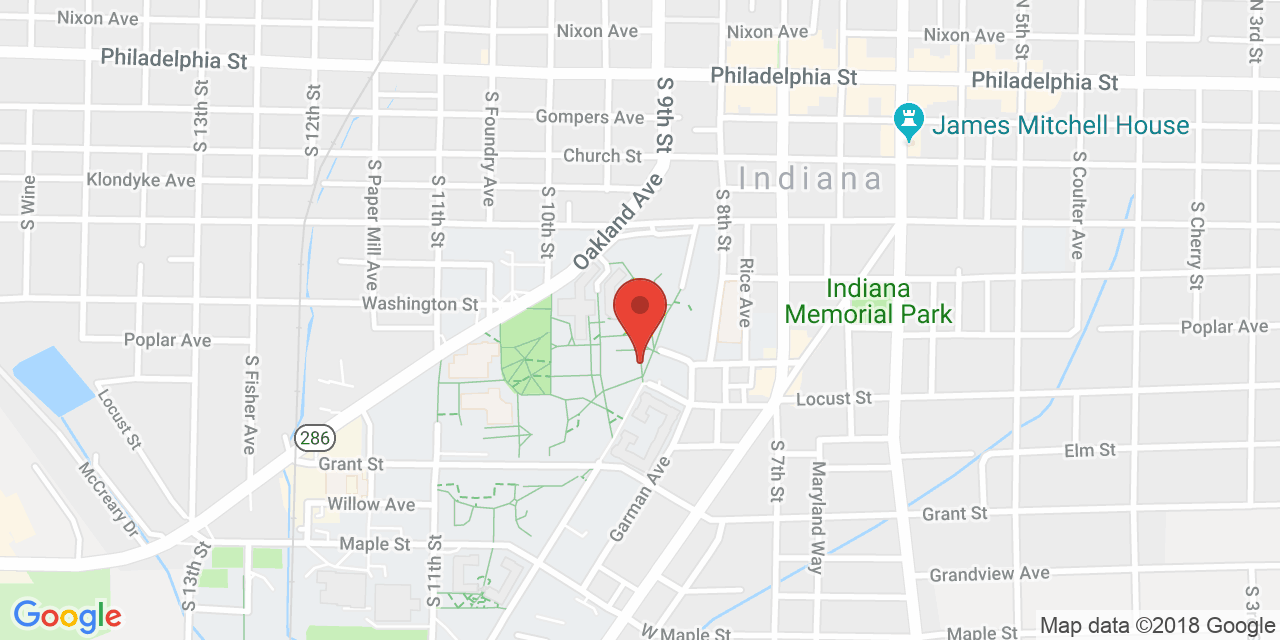 Nixon Ave
Nixon Ave
Nixon Ave
Nixon Ave
N 5th St
N 3rd St
Philadelphia St
Philadelphia St
Philadelphia St
S 13th St
S 12th St
S Foundry Ave
Gompers Ave
S 9th St
James Mitchell House
Church St
Indiana
Klondyke Ave
S Wine
S Paper Mill Ave
S 11th St
S 10th St
Oakland Ave
S 8th St
S Coulter Ave
S Cherry St
Rice Ave
Washington St
Indiana
Memorial Park
Poplar Ave
Poplar Ave
S Fisher Ave
Locust St
Locust St
286
McCreary Dr
Grant St
Elm St
S 7th St
Maryland Way
Willow Ave
Garman Ave
Grant St
Maple St
S 13th St
S 11th St
Grandview Ave
S 3r
Google
W Maple St
Maple St
Map data ©2018 Google